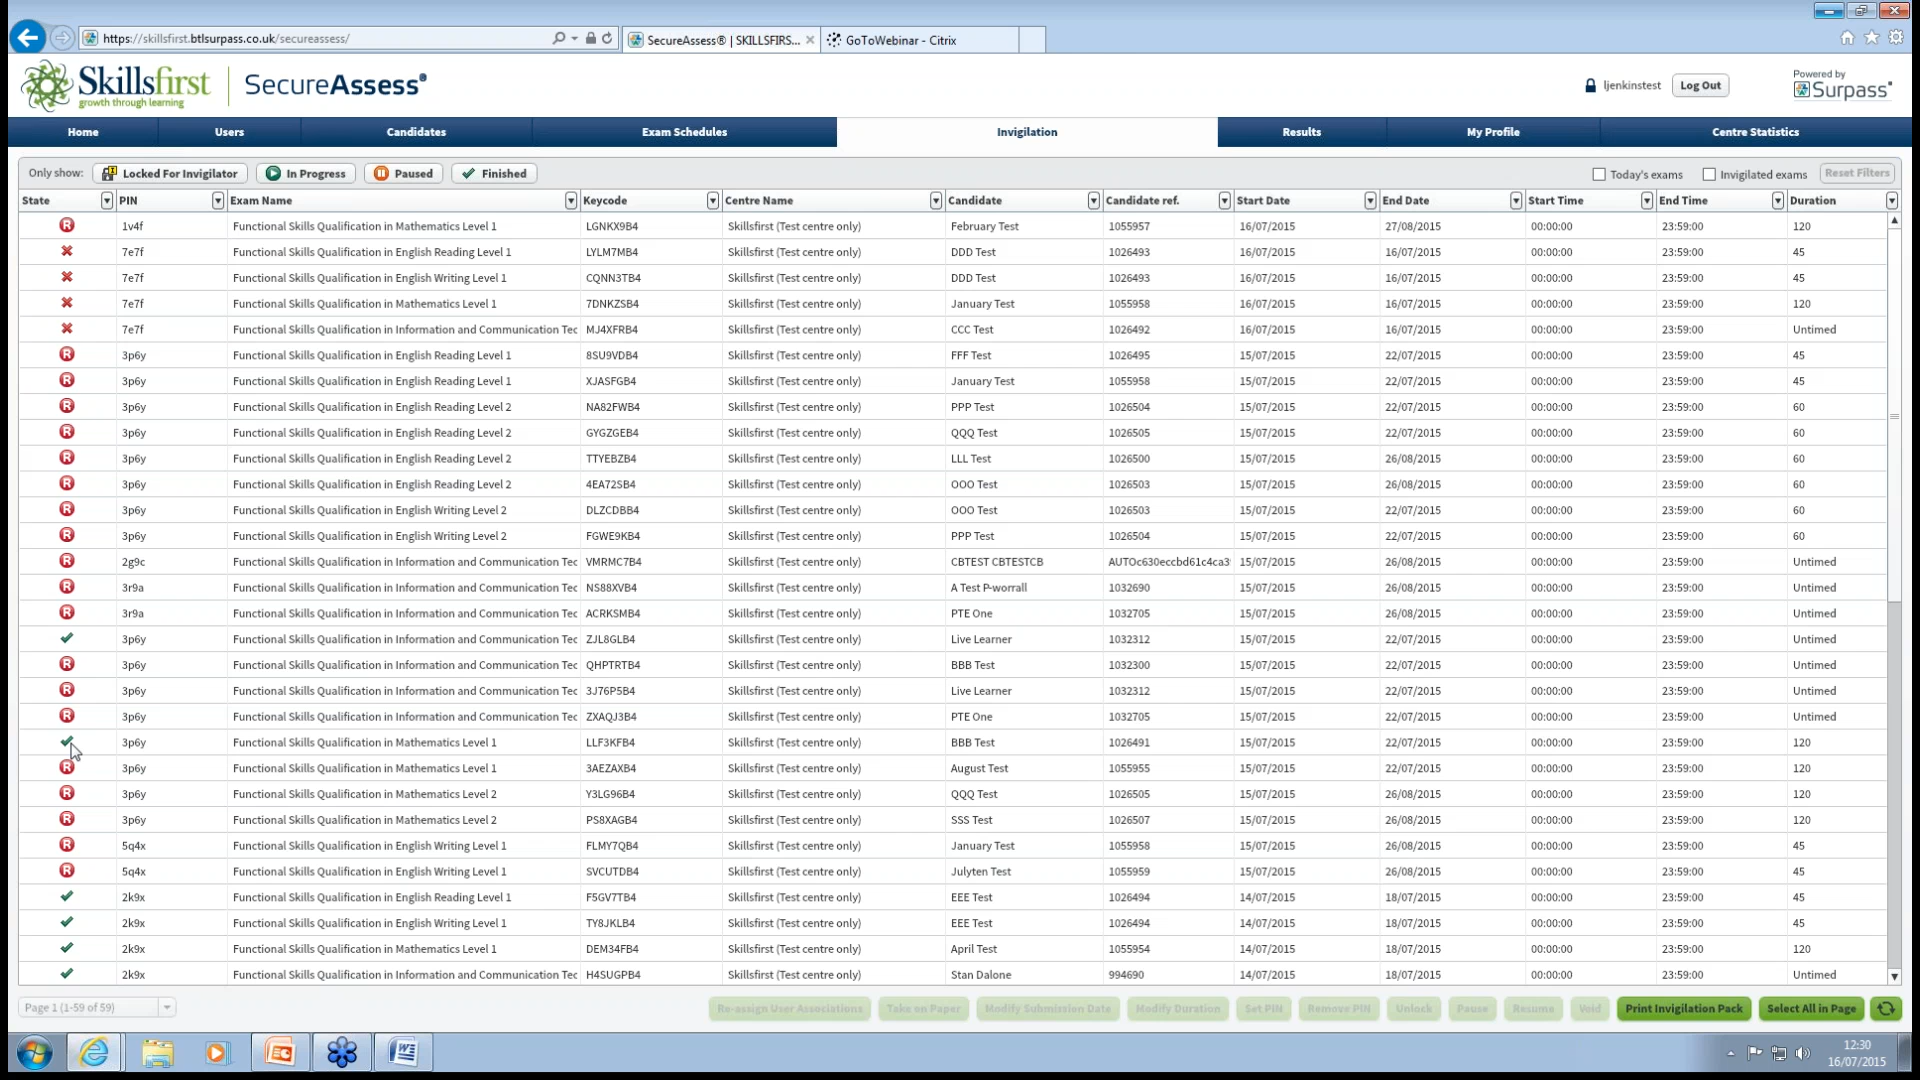 https://skillsfirst.btlsurpass.co.uk/secureassess/
SecureAssess® | SKILLSFIRS...
GoToWebinar - Citrix
Skillsfirst
growth through learning
SecureAssess®
ljenkinstest
Log Out
Powered by
Surpass
Home Users Candidates Exam Schedules Invigilation Results My Profile Centre Statistics
Only show: Locked For Invigilator In Progress Paused Finished Today's exams Invigilated exams Reset Filters
State PIN Exam Name Keycode Centre Name Candidate Candidate ref. Start Date End Date Start Time End Time Duration
R 1v4f Functional Skills Qualification in Mathematics Level 1 LGNKX9B4 Skillsfirst (Test centre only) February Test 1055957 16/07/2015 27/08/2015 00:00:00 23:59:00 120
7e7f Functional Skills Qualification in English Reading Level 1 LYLM7MB4 Skillsfirst (Test centre only) DDD Test 1026493 16/07/2015 16/07/2015 00:00:00 23:59:00 45
7e7f Functional Skills Qualification in English Writing Level 1 CQNN3TB4 Skillsfirst (Test centre only) DDD Test 1026493 16/07/2015 16/07/2015 00:00:00 23:59:00 45
7e7f Functional Skills Qualification in Mathematics Level 1 7DNKZSB4 Skillsfirst (Test centre only) January Test 1055958 16/07/2015 16/07/2015 00:00:00 23:59:00 120
7e7f Functional Skills Qualification in Information and Communication Tec MJ4XFRB4 Skillsfirst (Test centre only) CCC Test 1026492 16/07/2015 16/07/2015 00:00:00 23:59:00 Untimed
R 3p6y Functional Skills Qualification in English Reading Level 1 8SU9VDB4 Skillsfirst (Test centre only) FFF Test 1026495 15/07/2015 22/07/2015 00:00:00 23:59:00 45
R 3p6y Functional Skills Qualification in English Reading Level 1 XJASFGB4 Skillsfirst (Test centre only) January Test 1055958 15/07/2015 22/07/2015 00:00:00 23:59:00 45
R 3p6y Functional Skills Qualification in English Reading Level 2 NA82FWB4 Skillsfirst (Test centre only) PPP Test 1026504 15/07/2015 22/07/2015 00:00:00 23:59:00 60
R 3p6y Functional Skills Qualification in English Reading Level 2 GYGZGEB4 Skillsfirst (Test centre only) QQQ Test 1026505 15/07/2015 22/07/2015 00:00:00 23:59:00 60
R 3p6y Functional Skills Qualification in English Reading Level 2 TTYEBZB4 Skillsfirst (Test centre only) LLL Test 1026500 15/07/2015 26/08/2015 00:00:00 23:59:00 60
R 3p6y Functional Skills Qualification in English Reading Level 2 4EA72SB4 Skillsfirst (Test centre only) OOO Test 1026503 15/07/2015 26/08/2015 00:00:00 23:59:00 60
R 3p6y Functional Skills Qualification in English Writing Level 2 DLZCDBB4 Skillsfirst (Test centre only) OOO Test 1026503 15/07/2015 22/07/2015 00:00:00 23:59:00 60
R 3p6y Functional Skills Qualification in English Writing Level 2 FGWE9KB4 Skillsfirst (Test centre only) PPP Test 1026504 15/07/2015 22/07/2015 00:00:00 23:59:00 60
R 2g9c Functional Skills Qualification in Information and Communication Tec VMRMC7B4 Skillsfirst (Test centre only) CBTEST CBTESTCB AUTOc630eccbd61c4ca3 15/07/2015 26/08/2015 00:00:00 23:59:00 Untimed
R 3r9a Functional Skills Qualification in Information and Communication Tec NS88XVB4 Skillsfirst (Test centre only) A Test P-worrall 1032690 15/07/2015 26/08/2015 00:00:00 23:59:00 Untimed
R 3r9a Functional Skills Qualification in Information and Communication Tec ACRKSMB4 Skillsfirst (Test centre only) PTE One 1032705 15/07/2015 26/08/2015 00:00:00 23:59:00 Untimed
3p6y Functional Skills Qualification in Information and Communication Tec ZJL8GLB4 Skillsfirst (Test centre only) Live Learner 1032312 15/07/2015 22/07/2015 00:00:00 23:59:00 Untimed
R 3p6y Functional Skills Qualification in Information and Communication Tec QHPTRTB4 Skillsfirst (Test centre only) BBB Test 1032300 15/07/2015 22/07/2015 00:00:00 23:59:00 Untimed
R 3p6y Functional Skills Qualification in Information and Communication Tec 3J76P5B4 Skillsfirst (Test centre only) Live Learner 1032312 15/07/2015 22/07/2015 00:00:00 23:59:00 Untimed
R 3p6y Functional Skills Qualification in Information and Communication Tec ZXAQJ3B4 Skillsfirst (Test centre only) PTE One 1032705 15/07/2015 22/07/2015 00:00:00 23:59:00 Untimed
3p6y Functional Skills Qualification in Mathematics Level 1 LLF3KFB4 Skillsfirst (Test centre only) BBB Test 1026491 15/07/2015 22/07/2015 00:00:00 23:59:00 120
R 3p6y Functional Skills Qualification in Mathematics Level 1 3AEZAXB4 Skillsfirst (Test centre only) August Test 1055955 15/07/2015 22/07/2015 00:00:00 23:59:00 120
R 3p6y Functional Skills Qualification in Mathematics Level 2 Y3LG96B4 Skillsfirst (Test centre only) QQQ Test 1026505 15/07/2015 26/08/2015 00:00:00 23:59:00 120
R 3p6y Functional Skills Qualification in Mathematics Level 2 PS8XAGB4 Skillsfirst (Test centre only) SSS Test 1026507 15/07/2015 26/08/2015 00:00:00 23:59:00 120
R 5q4x Functional Skills Qualification in English Writing Level 1 FLMY7QB4 Skillsfirst (Test centre only) January Test 1055958 15/07/2015 26/08/2015 00:00:00 23:59:00 45
R 5q4x Functional Skills Qualification in English Writing Level 1 SVCUTDB4 Skillsfirst (Test centre only) Julyten Test 1055959 15/07/2015 26/08/2015 00:00:00 23:59:00 45
2k9x Functional Skills Qualification in English Reading Level 1 F5GV7TB4 Skillsfirst (Test centre only) EEE Test 1026494 14/07/2015 18/07/2015 00:00:00 23:59:00 45
2k9x Functional Skills Qualification in English Writing Level 1 TY8JKLB4 Skillsfirst (Test centre only) EEE Test 1026494 14/07/2015 18/07/2015 00:00:00 23:59:00 45
2k9x Functional Skills Qualification in Mathematics Level 1 DEM34FB4 Skillsfirst (Test centre only) April Test 1055954 14/07/2015 18/07/2015 00:00:00 23:59:00 120
2k9x Functional Skills Qualification in Information and Communication Tec H4SUGPB4 Skillsfirst (Test centre only) Stan Dalone 994690 14/07/2015 18/07/2015 00:00:00 23:59:00 Untimed
Page 1 (1-59 of 59) Re-assign User Associations Take on Paper Modify Submission Date Modify Duration Set PIN Remove PIN Unlock Pause Resume Void Print Invigilation Pack Select All in Page
12:30
16/07/2015